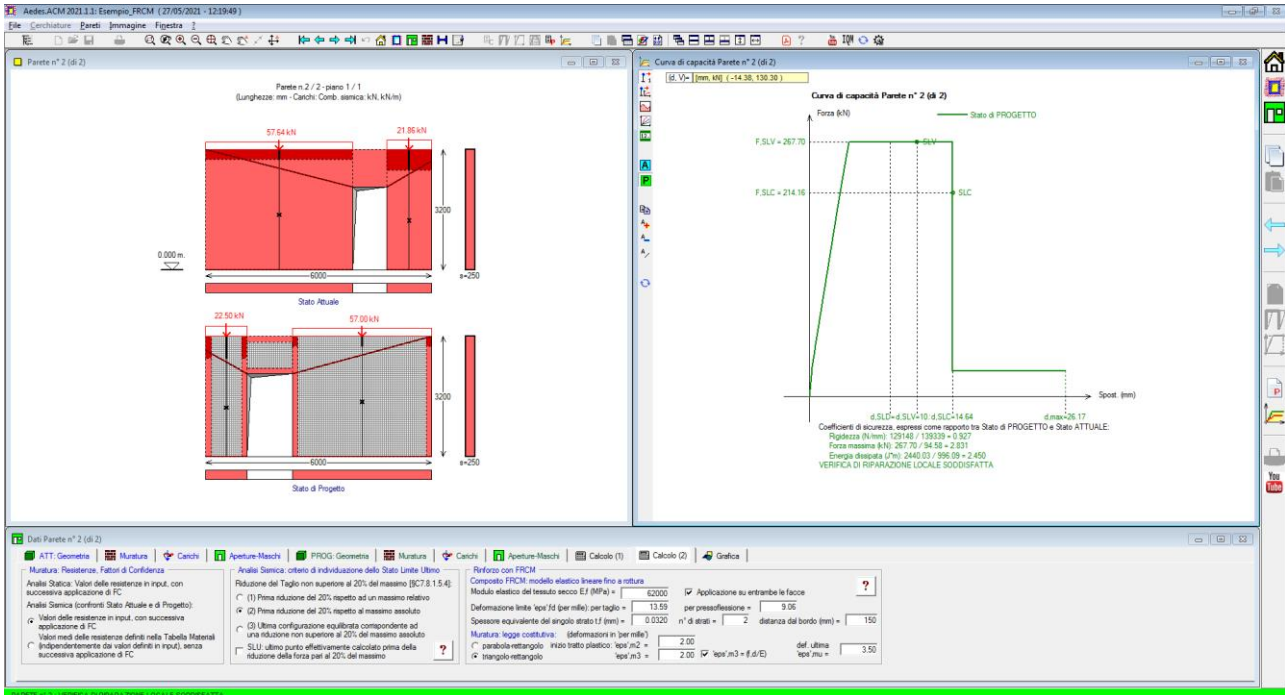 Aedes.ACM 2021.1.1: Esempio_FRCM ( 27/05/2021 - 12:19:49 )
File Cerchiature Pareti Immagine Finestra ?
Parete n° 2 (di 2)
Parete n. 2 / 2 - piano 1 / 1
(Lunghezze: mm - Carichi: Comb. sismica: kN, kN/m)
57.64 kN
21.86 kN
3200
0.000 m.
6000
s=250
Stato Attuale
22.50 kN
57.00 kN
3200
6000
s=250
Stato di Progetto
Curva di capacità Parete n° 2 (di 2)
(d, V)= [mm, kN] ( -14.38, 130.30 )
Curva di capacità Parete n° 2 (di 2)
Forza (kN)
Stato di PROGETTO
F,SLV = 267.70
SLV
F,SLC = 214.16
SLC
Spost. (mm)
d,SLD=d,SLV=10: d,SLC=14.64
d,max=26.17
Coefficienti di sicurezza, espressi come rapporto tra Stato di PROGETTO e Stato ATTUALE:
Rigidezza (N/mm): 129148 / 139339 = 0.927
Forza massima (kN): 267.70 / 94.58 = 2.831
Energia dissipata (J*m): 2440.03 / 996.09 = 2.450
VERIFICA DI RIPARAZIONE LOCALE SODDISFATTA
A
P
You
Tube
Dati Parete n° 2 (di 2)
ATT: Geometria Muratura Carichi Aperture-Maschi PROG: Geometria Muratura Carichi Aperture-Maschi Calcolo (1) Calcolo (2) Grafica
Muratura: Resistenze, Fattori di Confidenza
Analisi Statica: Valori delle resistenze in input, con
successiva applicazione di FC
Analisi Sismica (confronti Stato Attuale e di Progetto):
Valori delle resistenze in input, con successiva
applicazione di FC
Valori medi delle resistenze definiti nella Tabella Materiali
(indipendentemente dai valori definiti in input), senza
successiva applicazione di FC
Analisi Sismica: criterio di individuazione dello Stato Limite Ultimo
Riduzione del Taglio non superiore al 20% del massimo [§C7.8.1.5.4]:
(1) Prima riduzione del 20% rispetto ad un massimo relativo
(2) Prima riduzione del 20% rispetto al massimo assoluto
(3) Ultima configurazione equilibrata corrispondente ad
una riduzione non superiore al 20% del massimo assoluto
SLU: ultimo punto effettivamente calcolato prima della
riduzione della forza pari al 20% del massimo
?
Rinforzo con FRCM
Composito FRCM: modello elastico lineare fino a rottura
Modulo elastico del tessuto secco E,f (MPa) = 62000 Applicazione su entrambe le facce
?
Deformazione limite 'eps' (per mille): per taglio = 13.59 per pressoflessione = 9.06
Spessore equivalente del singolo strato t,f (mm) = 0.0320 n° di strati = 2 distanza dal bordo (mm) = 150
Muratura: legge costitutiva: (deformazioni in 'per mille')
parabola-rettangolo inizio tratto plastico: 'eps',m2 = 2.00
triangolo-rettangolo 'eps',m3 = 2.00 'eps',m3 = (f,d/E)
def. ultima
'eps',mu = 3.50